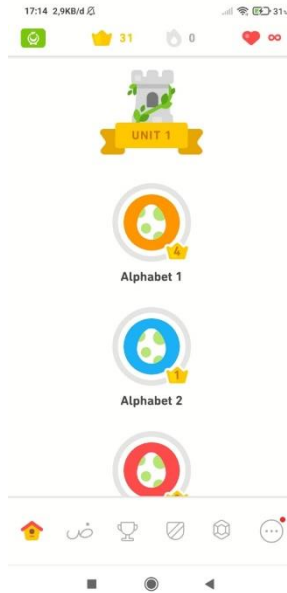 17:14 2,9KB/d
31
31
0
UNIT 1
4
Alphabet 1
1
Alphabet 2
ض